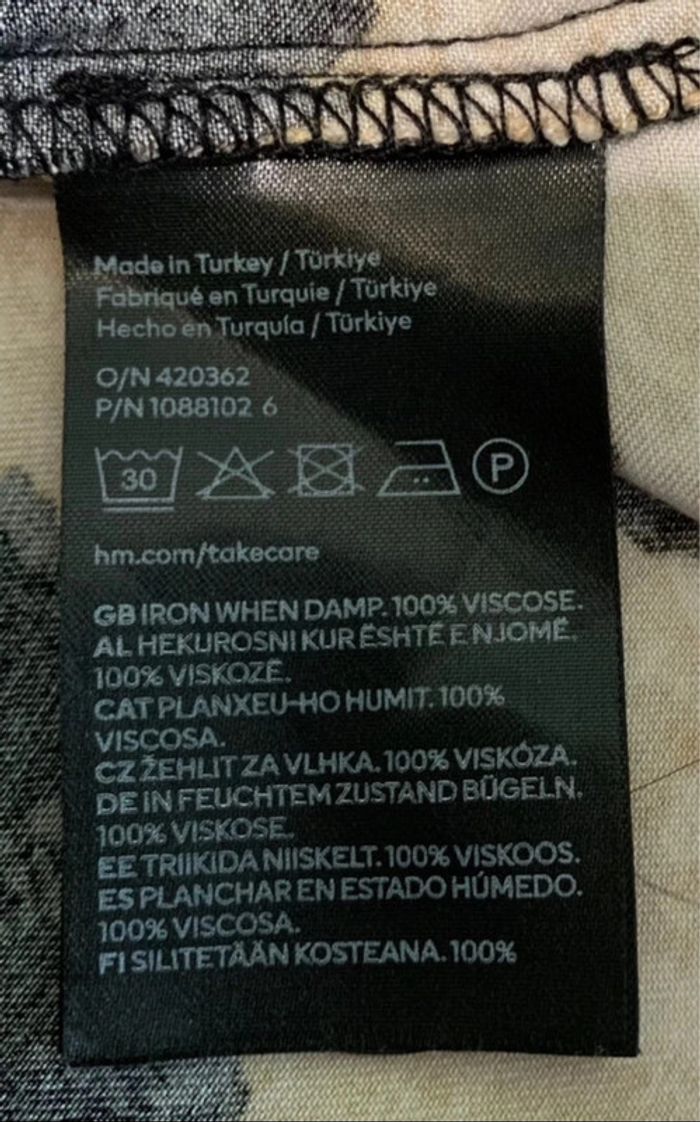 Made in Turkey / Türkiye
Fabriqué en Turquie / Türkiye
Hecho en Turquía / Türkiye
O/N 420362
P/N 1088102 6
30 P
hm.com/takecare
GB IRON WHEN DAMP. 100% VISCOSE.
AL HEKUROSNI KUR ËSHTË E NJOMË.
100% VISKOZË.
CAT PLANXEU-HO HUMIT. 100%
VISCOSA.
CZ ŽEHLIT ZA VLHKA. 100% VISKÓZA.
DE IN FEUCHTEM ZUSTAND BÜGELN.
100% VISKOSE.
EE TRIIKIDA NIISKELT. 100% VISKOOS.
ES PLANCHAR EN ESTADO HÚMEDO.
100% VISCOSA.
FI SILITETÄÄN KOSTEANA. 100%